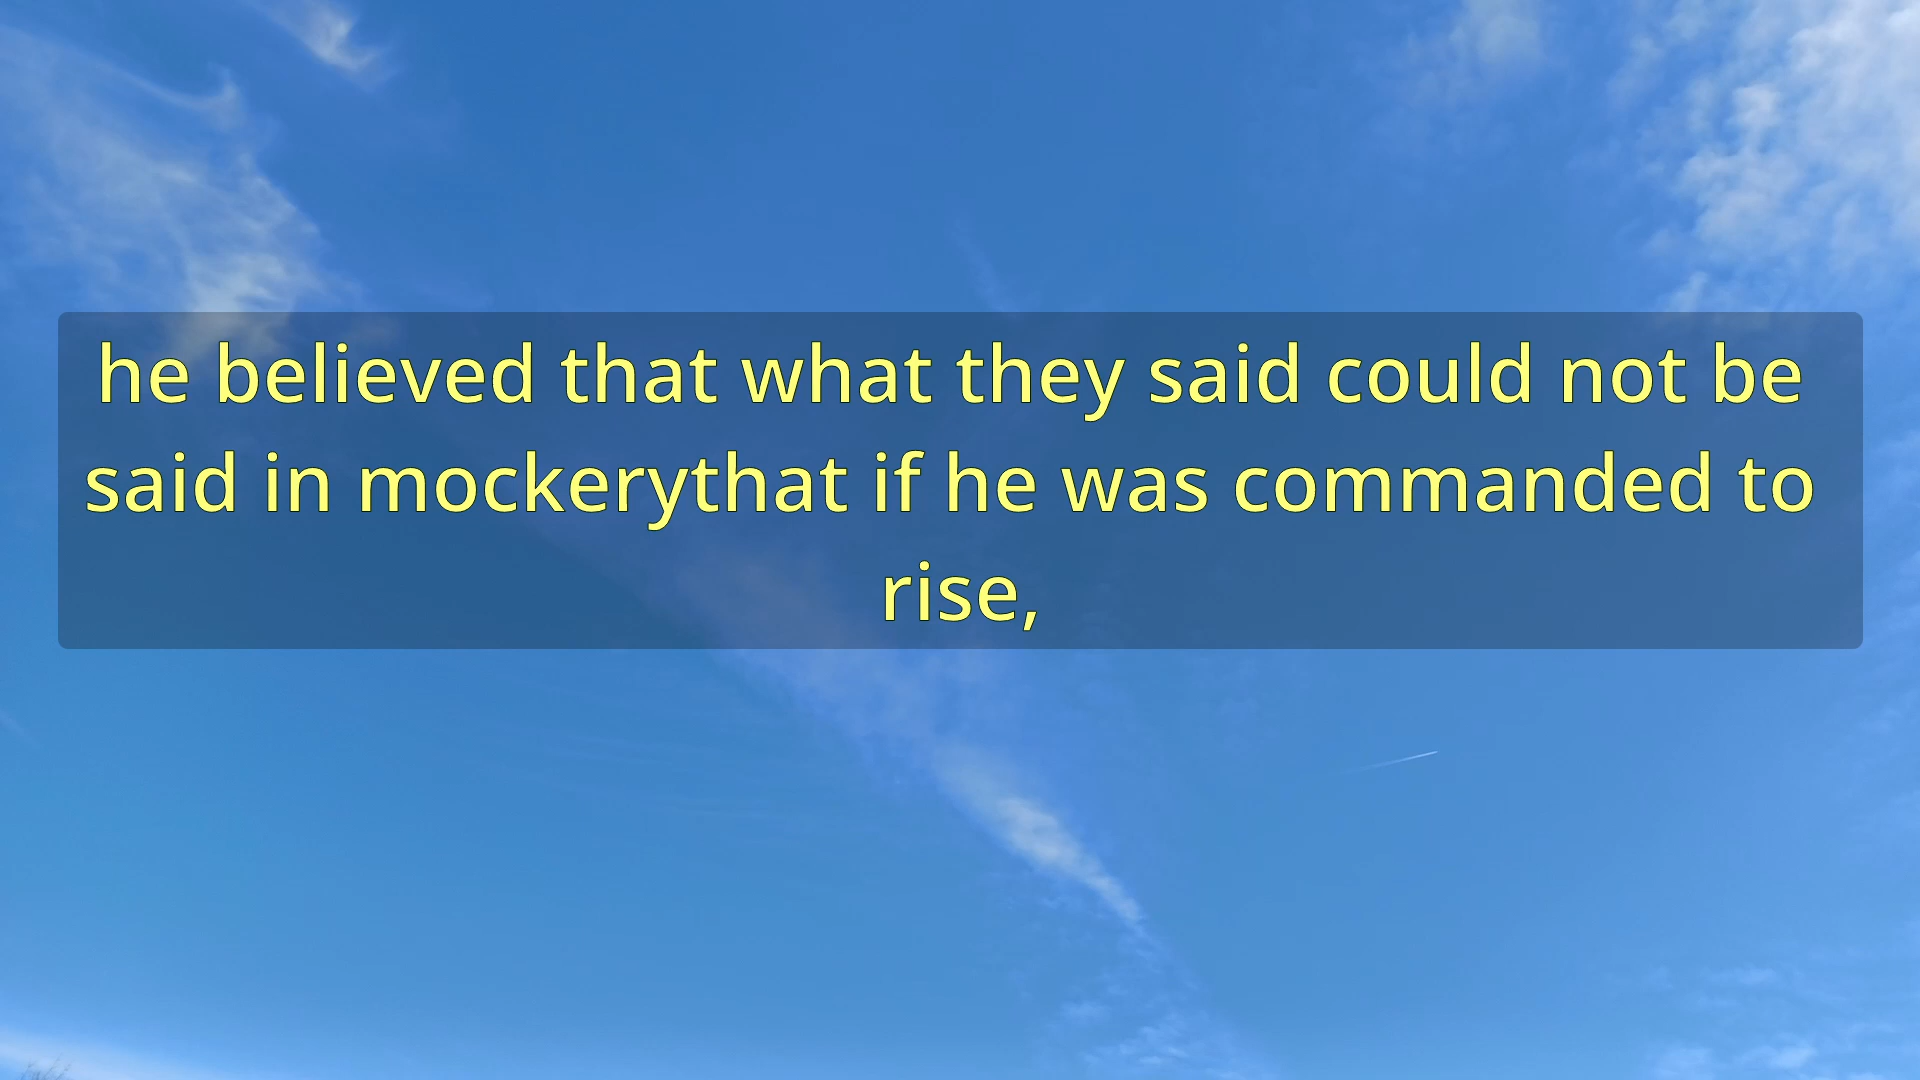 he believed that what they said could not be
said in mockerythat if he was commanded to
rise,